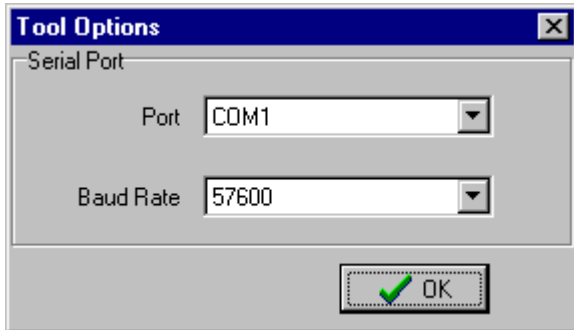 Tool Options
Serial Port
Port COM1
Baud Rate 57600
OK